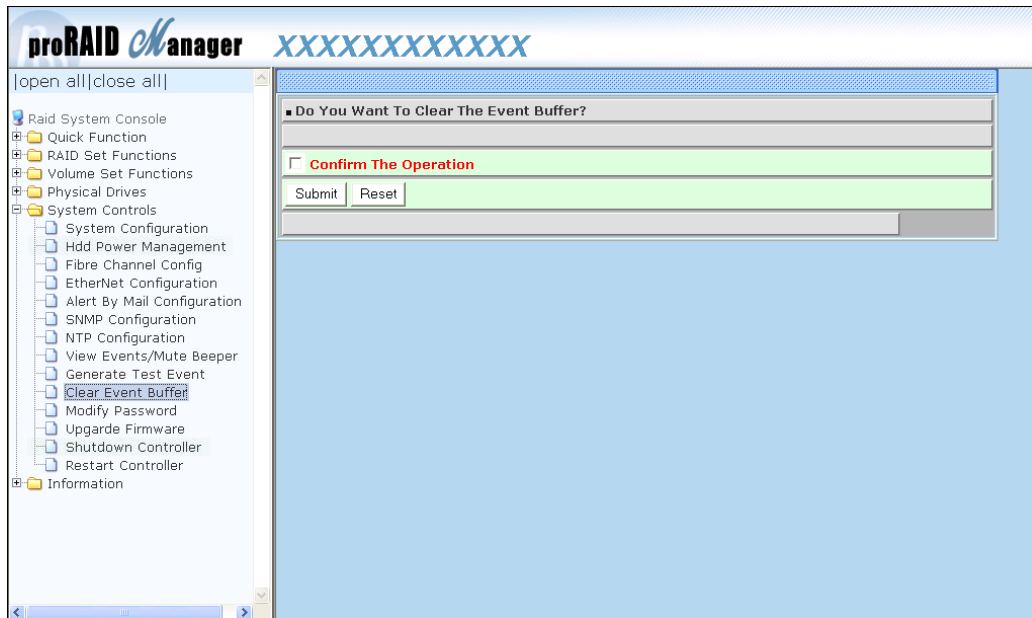 proRAID Manager XXXXXXXXXXXX
|open all|close all|
Raid System Console
Quick Function
RAID Set Functions
Volume Set Functions
Physical Drives
System Controls
System Configuration
Hdd Power Management
Fibre Channel Config
EtherNet Configuration
Alert By Mail Configuration
SNMP Configuration
NTP Configuration
View Events/Mute Beeper
Generate Test Event
Clear Event Buffer
Modify Password
Upgarde Firmware
Shutdown Controller
Restart Controller
Information
Do You Want To Clear The Event Buffer?
Confirm The Operation
Submit Reset